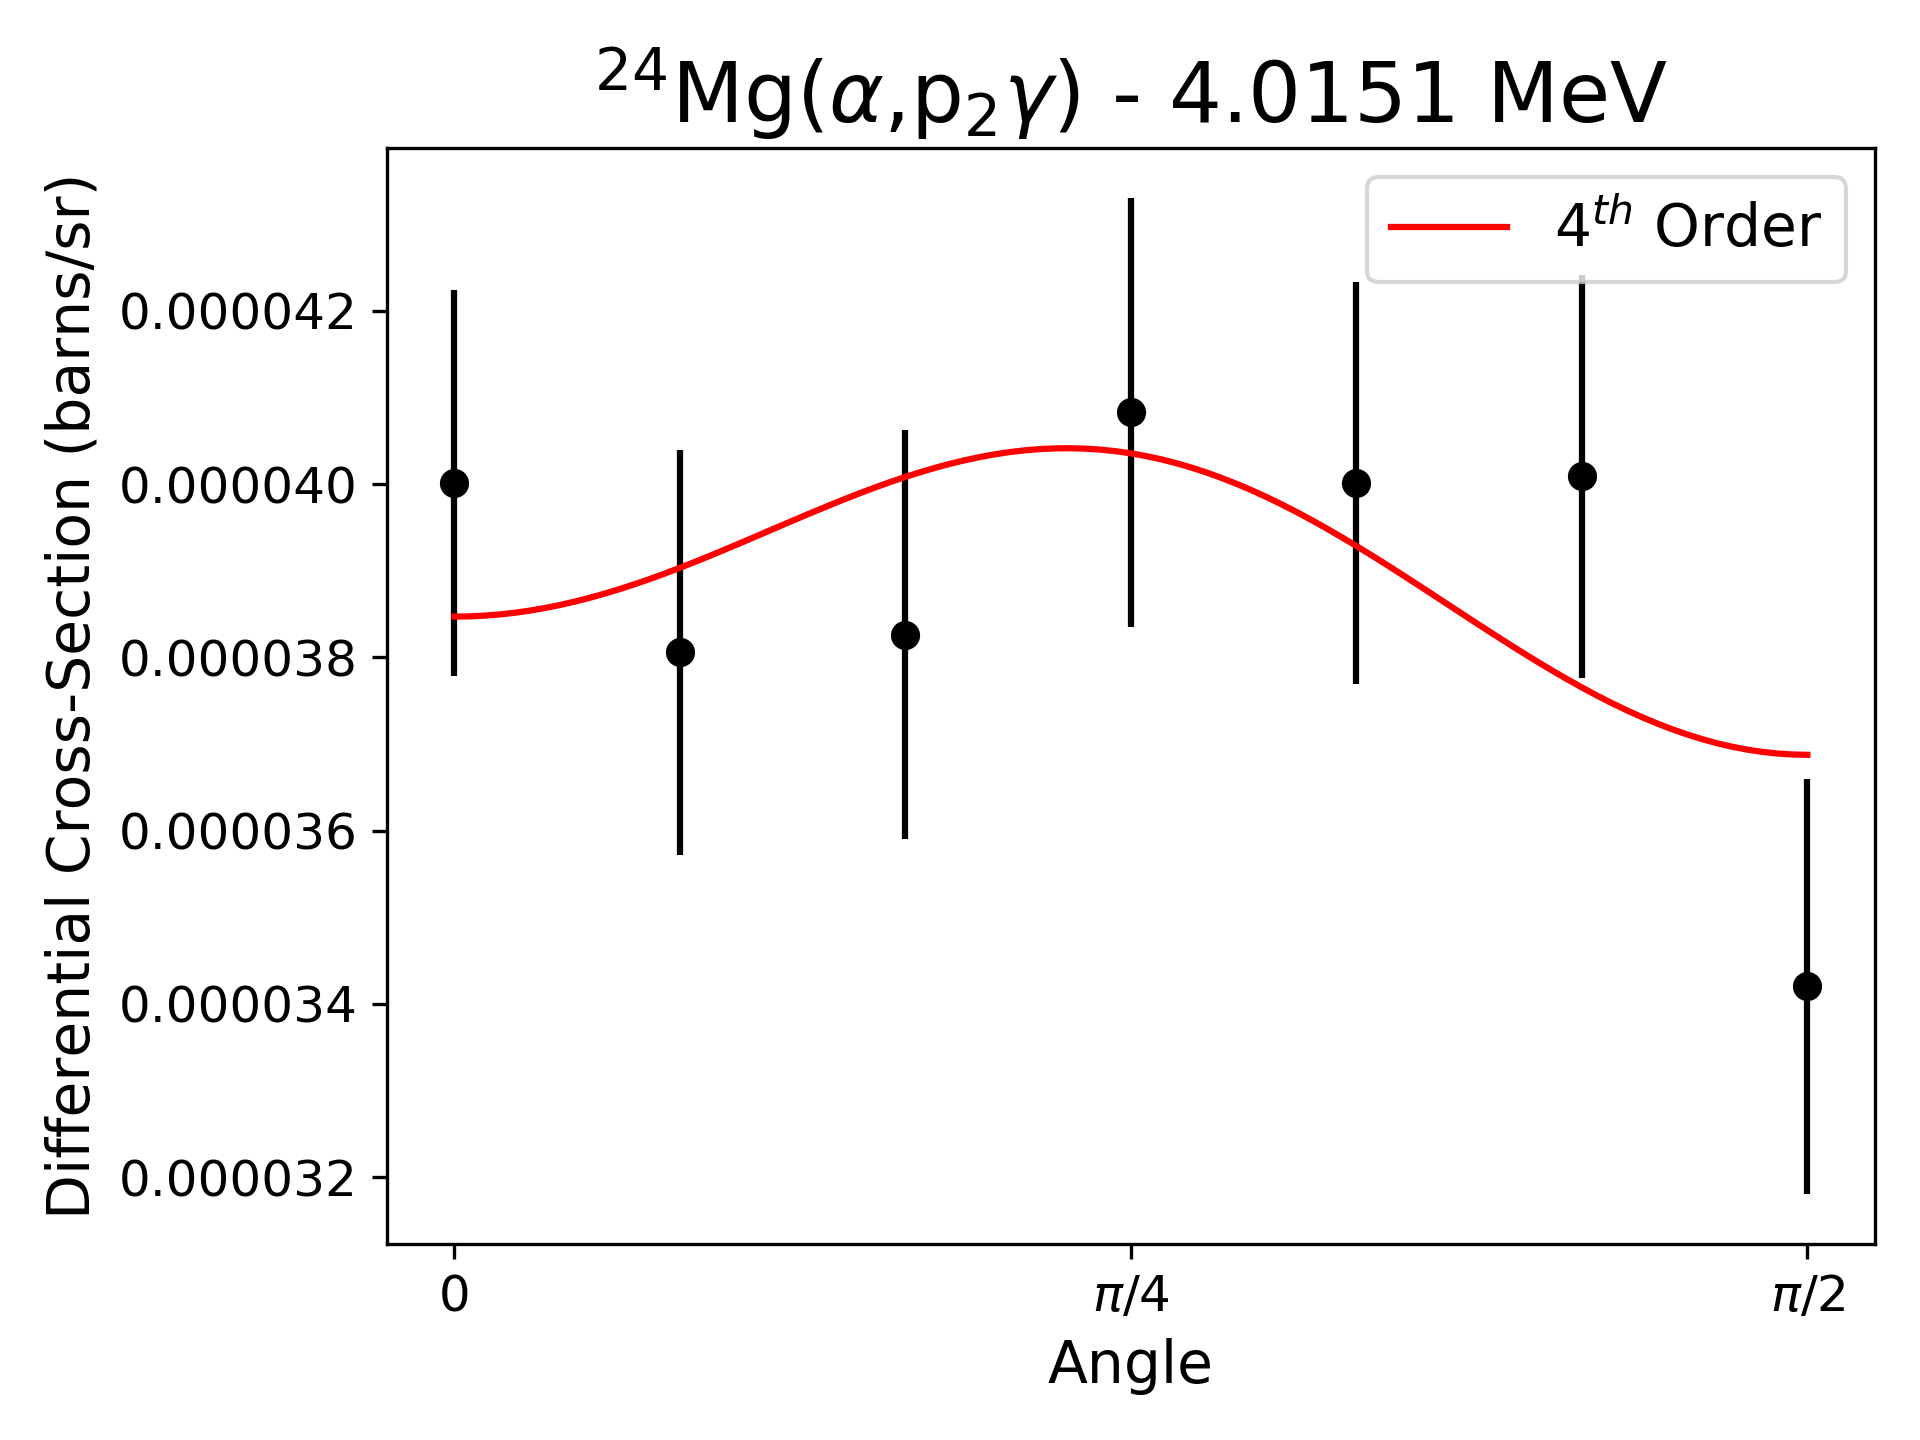 ²⁴Mg(α,p₂γ) - 4.0151 MeV
4ᵗʰ Order
Differential Cross-Section (barns/sr)
0.000042
0.000040
0.000038
0.000036
0.000034
0.000032
0
π/4
π/2
Angle